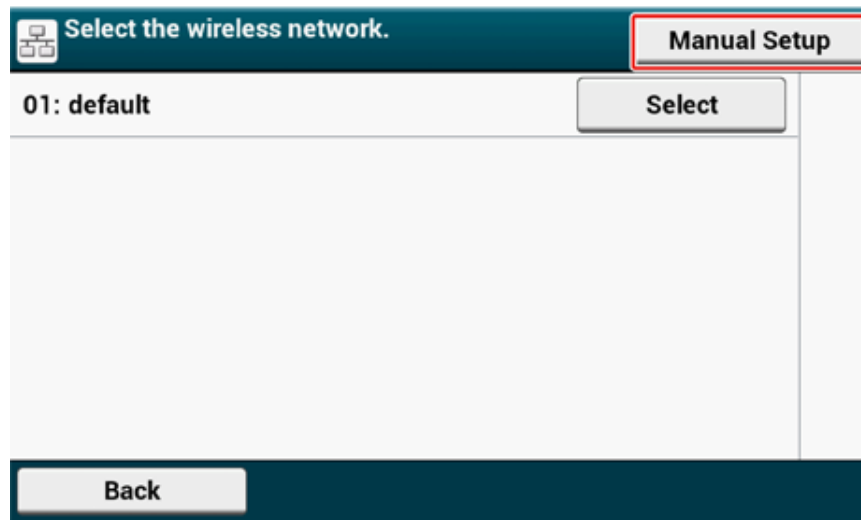 Select the wireless network.
Manual Setup
01: default
Select
Back